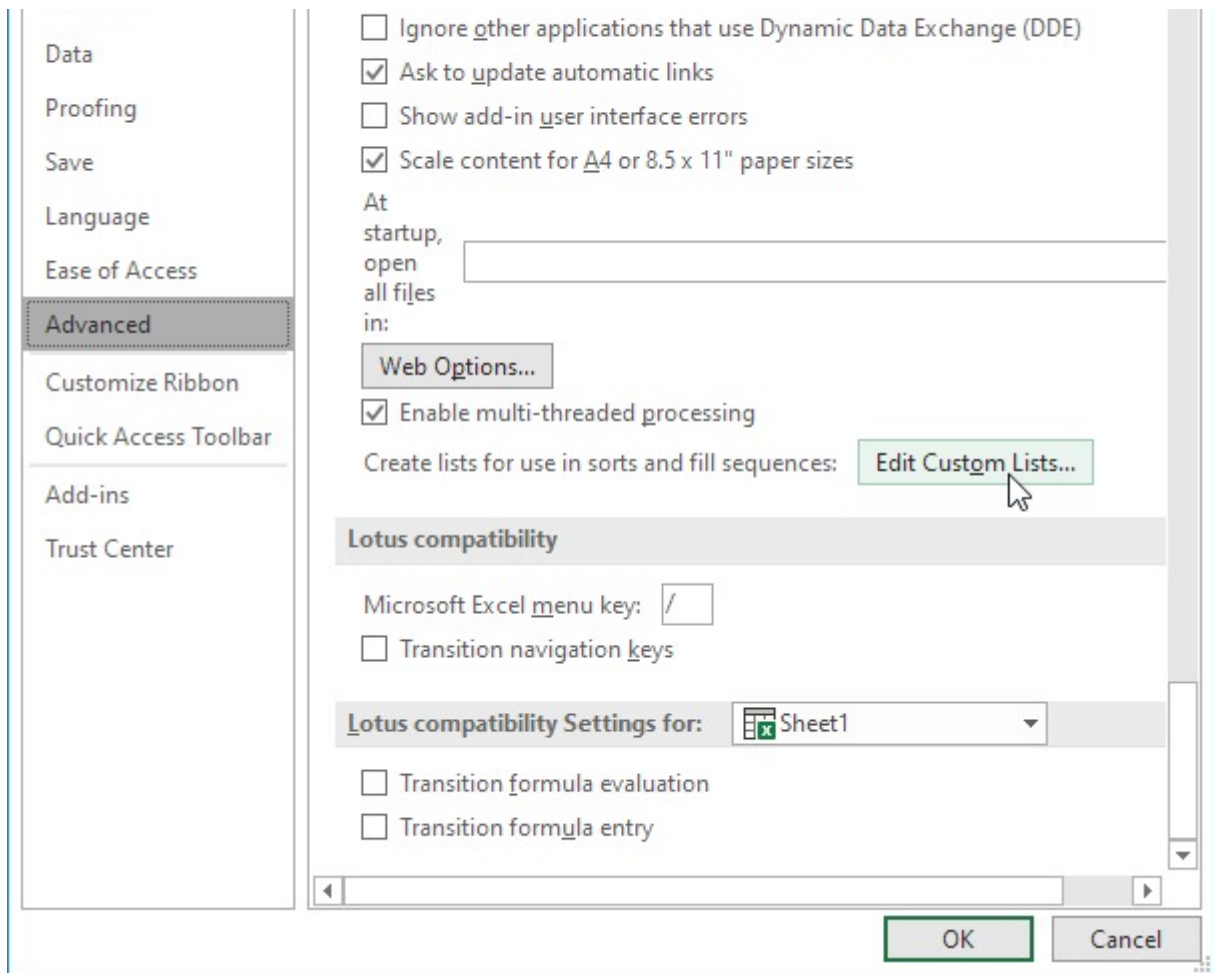 Data
Proofing
Save
Language
Ease of Access
Advanced
Customize Ribbon
Quick Access Toolbar
Add-ins
Trust Center
Ignore other applications that use Dynamic Data Exchange (DDE)
Ask to update automatic links
Show add-in user interface errors
Scale content for A4 or 8.5 x 11" paper sizes
At
startup,
open
all files
in:
Web Options...
Enable multi-threaded processing
Create lists for use in sorts and fill sequences: Edit Custom Lists...
Lotus compatibility
Microsoft Excel menu key: /
Transition navigation keys
Lotus compatibility Settings for: Sheet1
Transition formula evaluation
Transition formula entry
OK Cancel